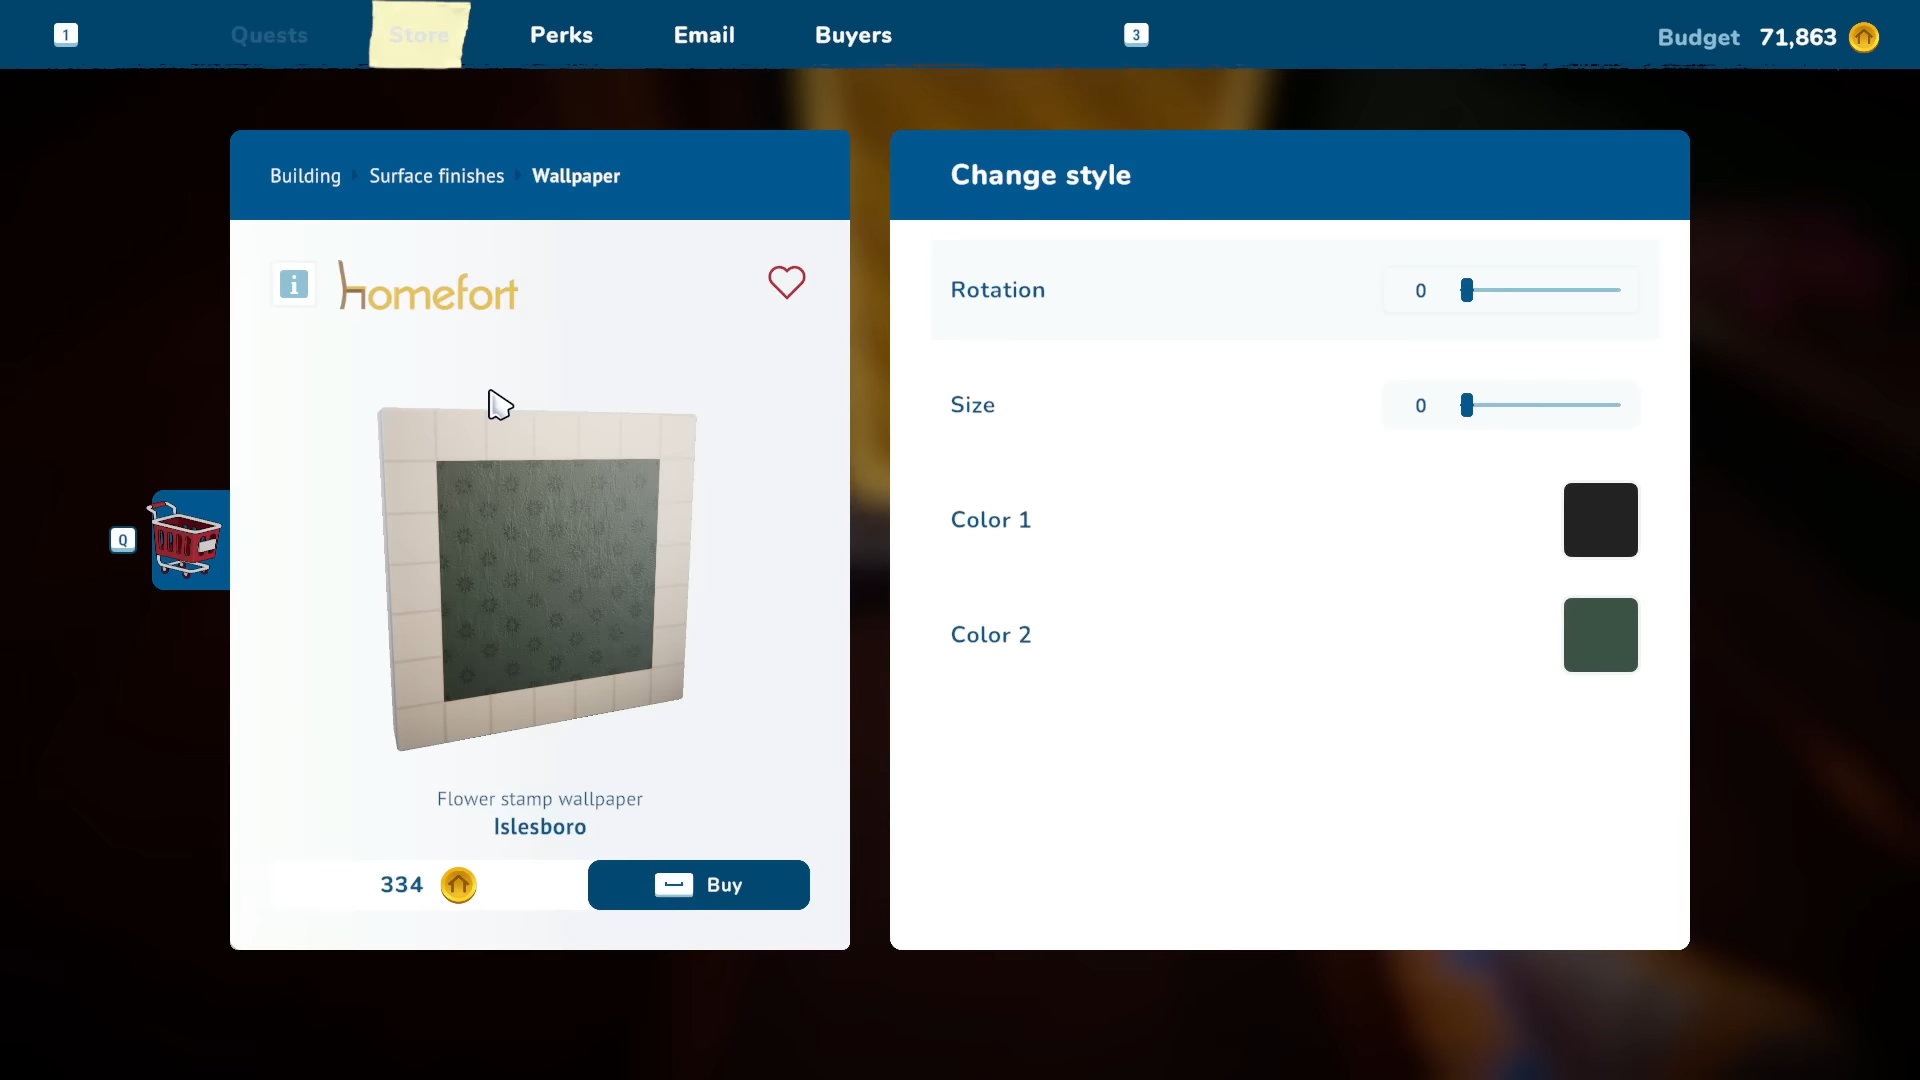 1
Quests
Store
Perks
Email
Buyers
3
Budget 71,863
Building
Surface finishes
Wallpaper
Change style
i
homefort
Rotation
0
Size
0
Color 1
Q
Color 2
Flower stamp wallpaper
Islesboro
334
Buy